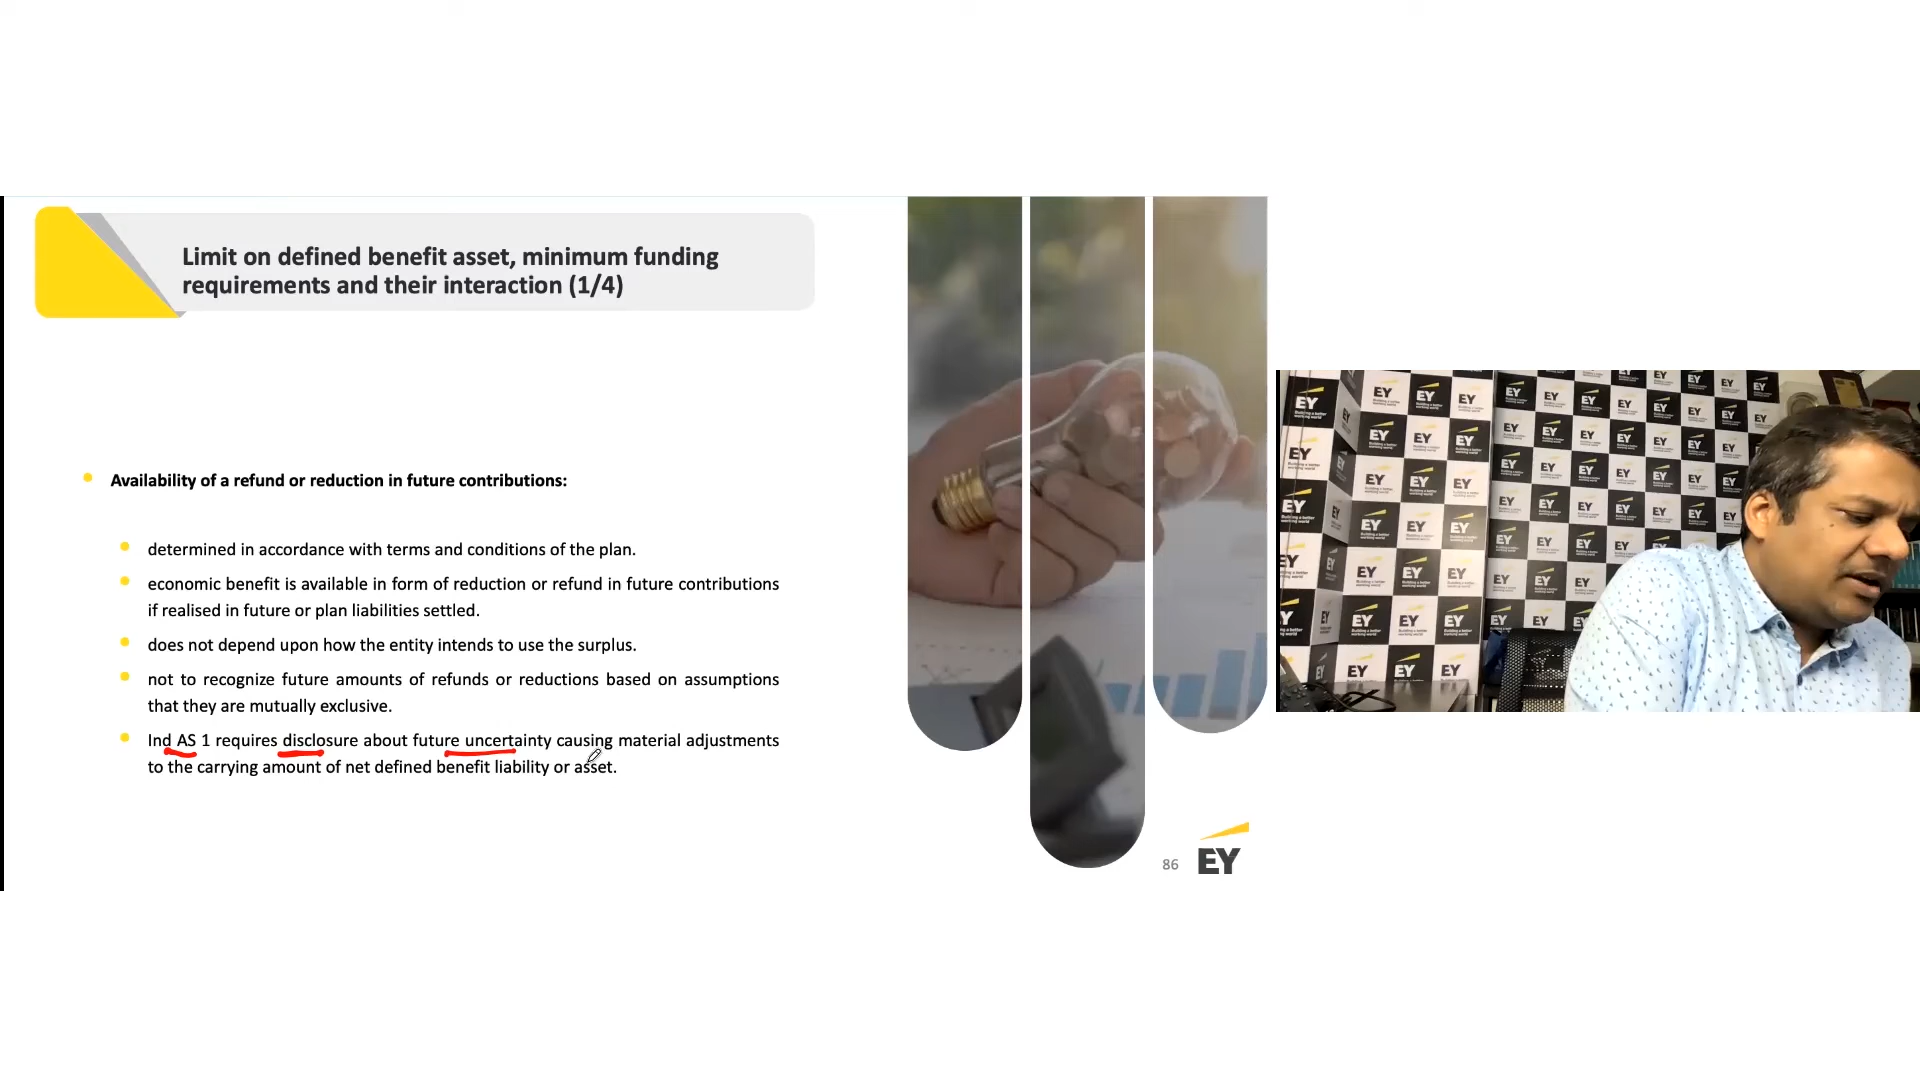 Limit on defined benefit asset, minimum funding
requirements and their interaction (1/4)
Availability of a refund or reduction in future contributions:
determined in accordance with terms and conditions of the plan.
economic benefit is available in form of reduction or refund in future contributions
if realised in future or plan liabilities settled.
does not depend upon how the entity intends to use the surplus.
not to recognize future amounts of refunds or reductions based on assumptions
that they are mutually exclusive.
Ind AS 1 requires disclosure about future uncertainty causing material adjustments
to the carrying amount of net defined benefit liability or asset.
86
EY
EY
Building a better
working world